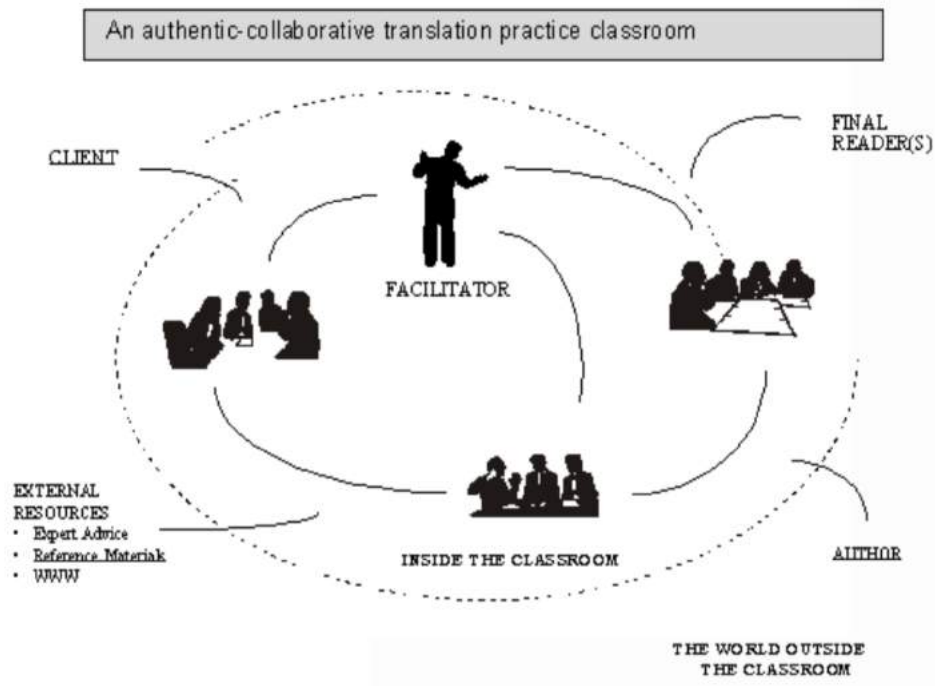 An authentic-collaborative translation practice classroom
CLIENT
FINAL
READER(S)
FACILITATOR
EXTERNAL
RESOURCES
• Expert Advice
• Reference Materials
• WWW
INSIDE THE CLASSROOM
AUTHOR
THE WORLD OUTSIDE
THE CLASSROOM